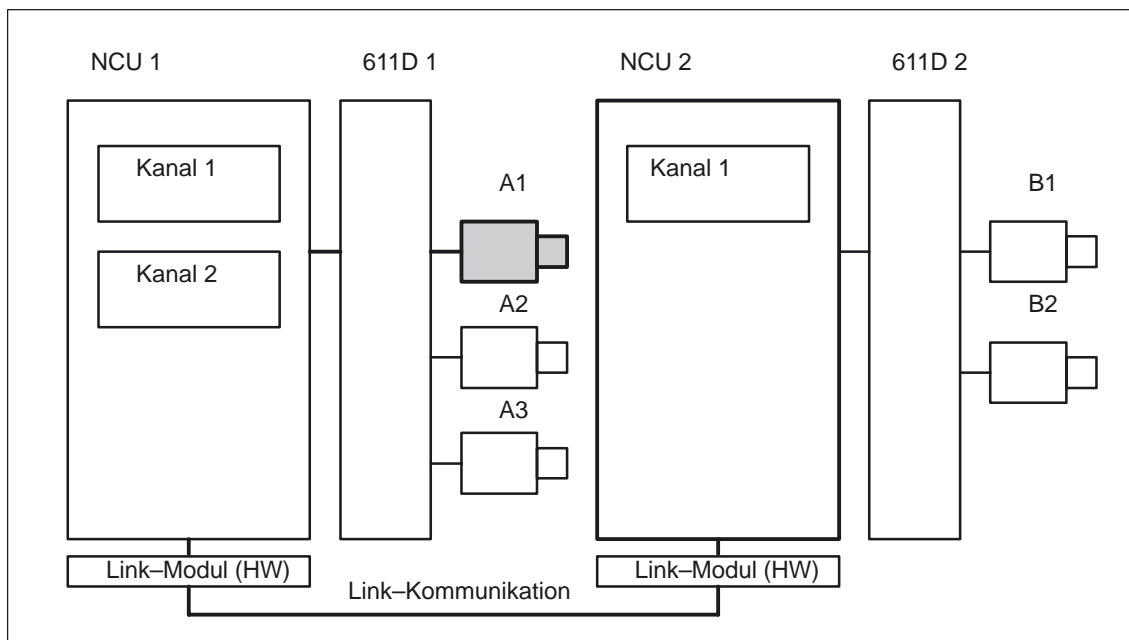 NCU 1
611D 1
NCU 2
611D 2
Kanal 1
Kanal 1
A1
B1
Kanal 2
A2
B2
A3
Link–Modul (HW)
Link–Modul (HW)
Link–Kommunikation